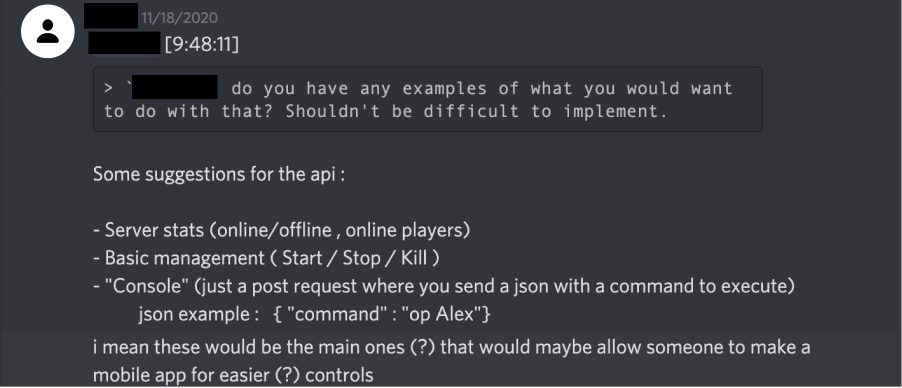 11/18/2020
[9:48:11]
> ` do you have any examples of what you would want
to do with that? Shouldn't be difficult to implement.
Some suggestions for the api :
- Server stats (online/offline , online players)
- Basic management ( Start / Stop / Kill )
- "Console" (just a post request where you send a json with a command to execute)
json example : { "command" : "op Alex"}
i mean these would be the main ones (?) that would maybe allow someone to make a
mobile app for easier (?) controls